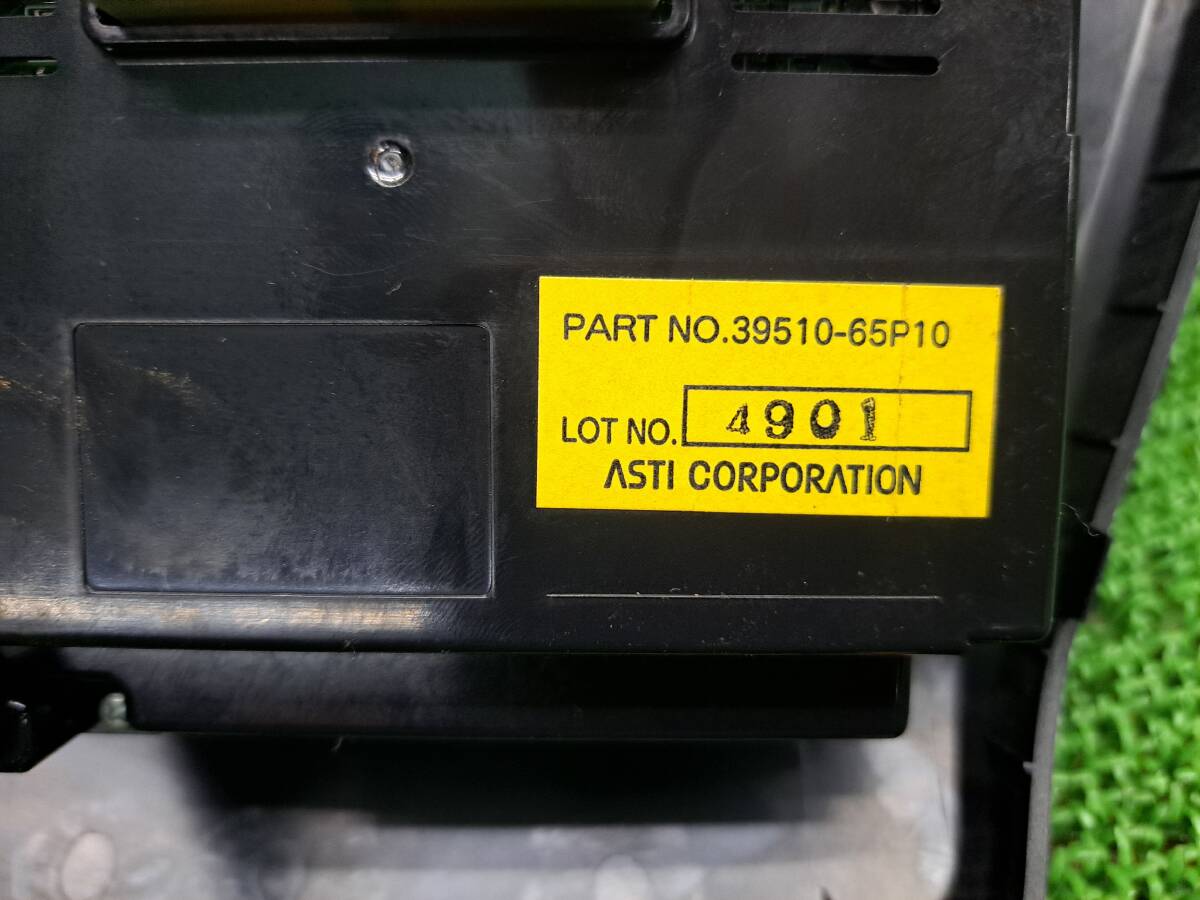 PART NO.39510-65P10
LOT NO. 4901
ASTI CORPORATION